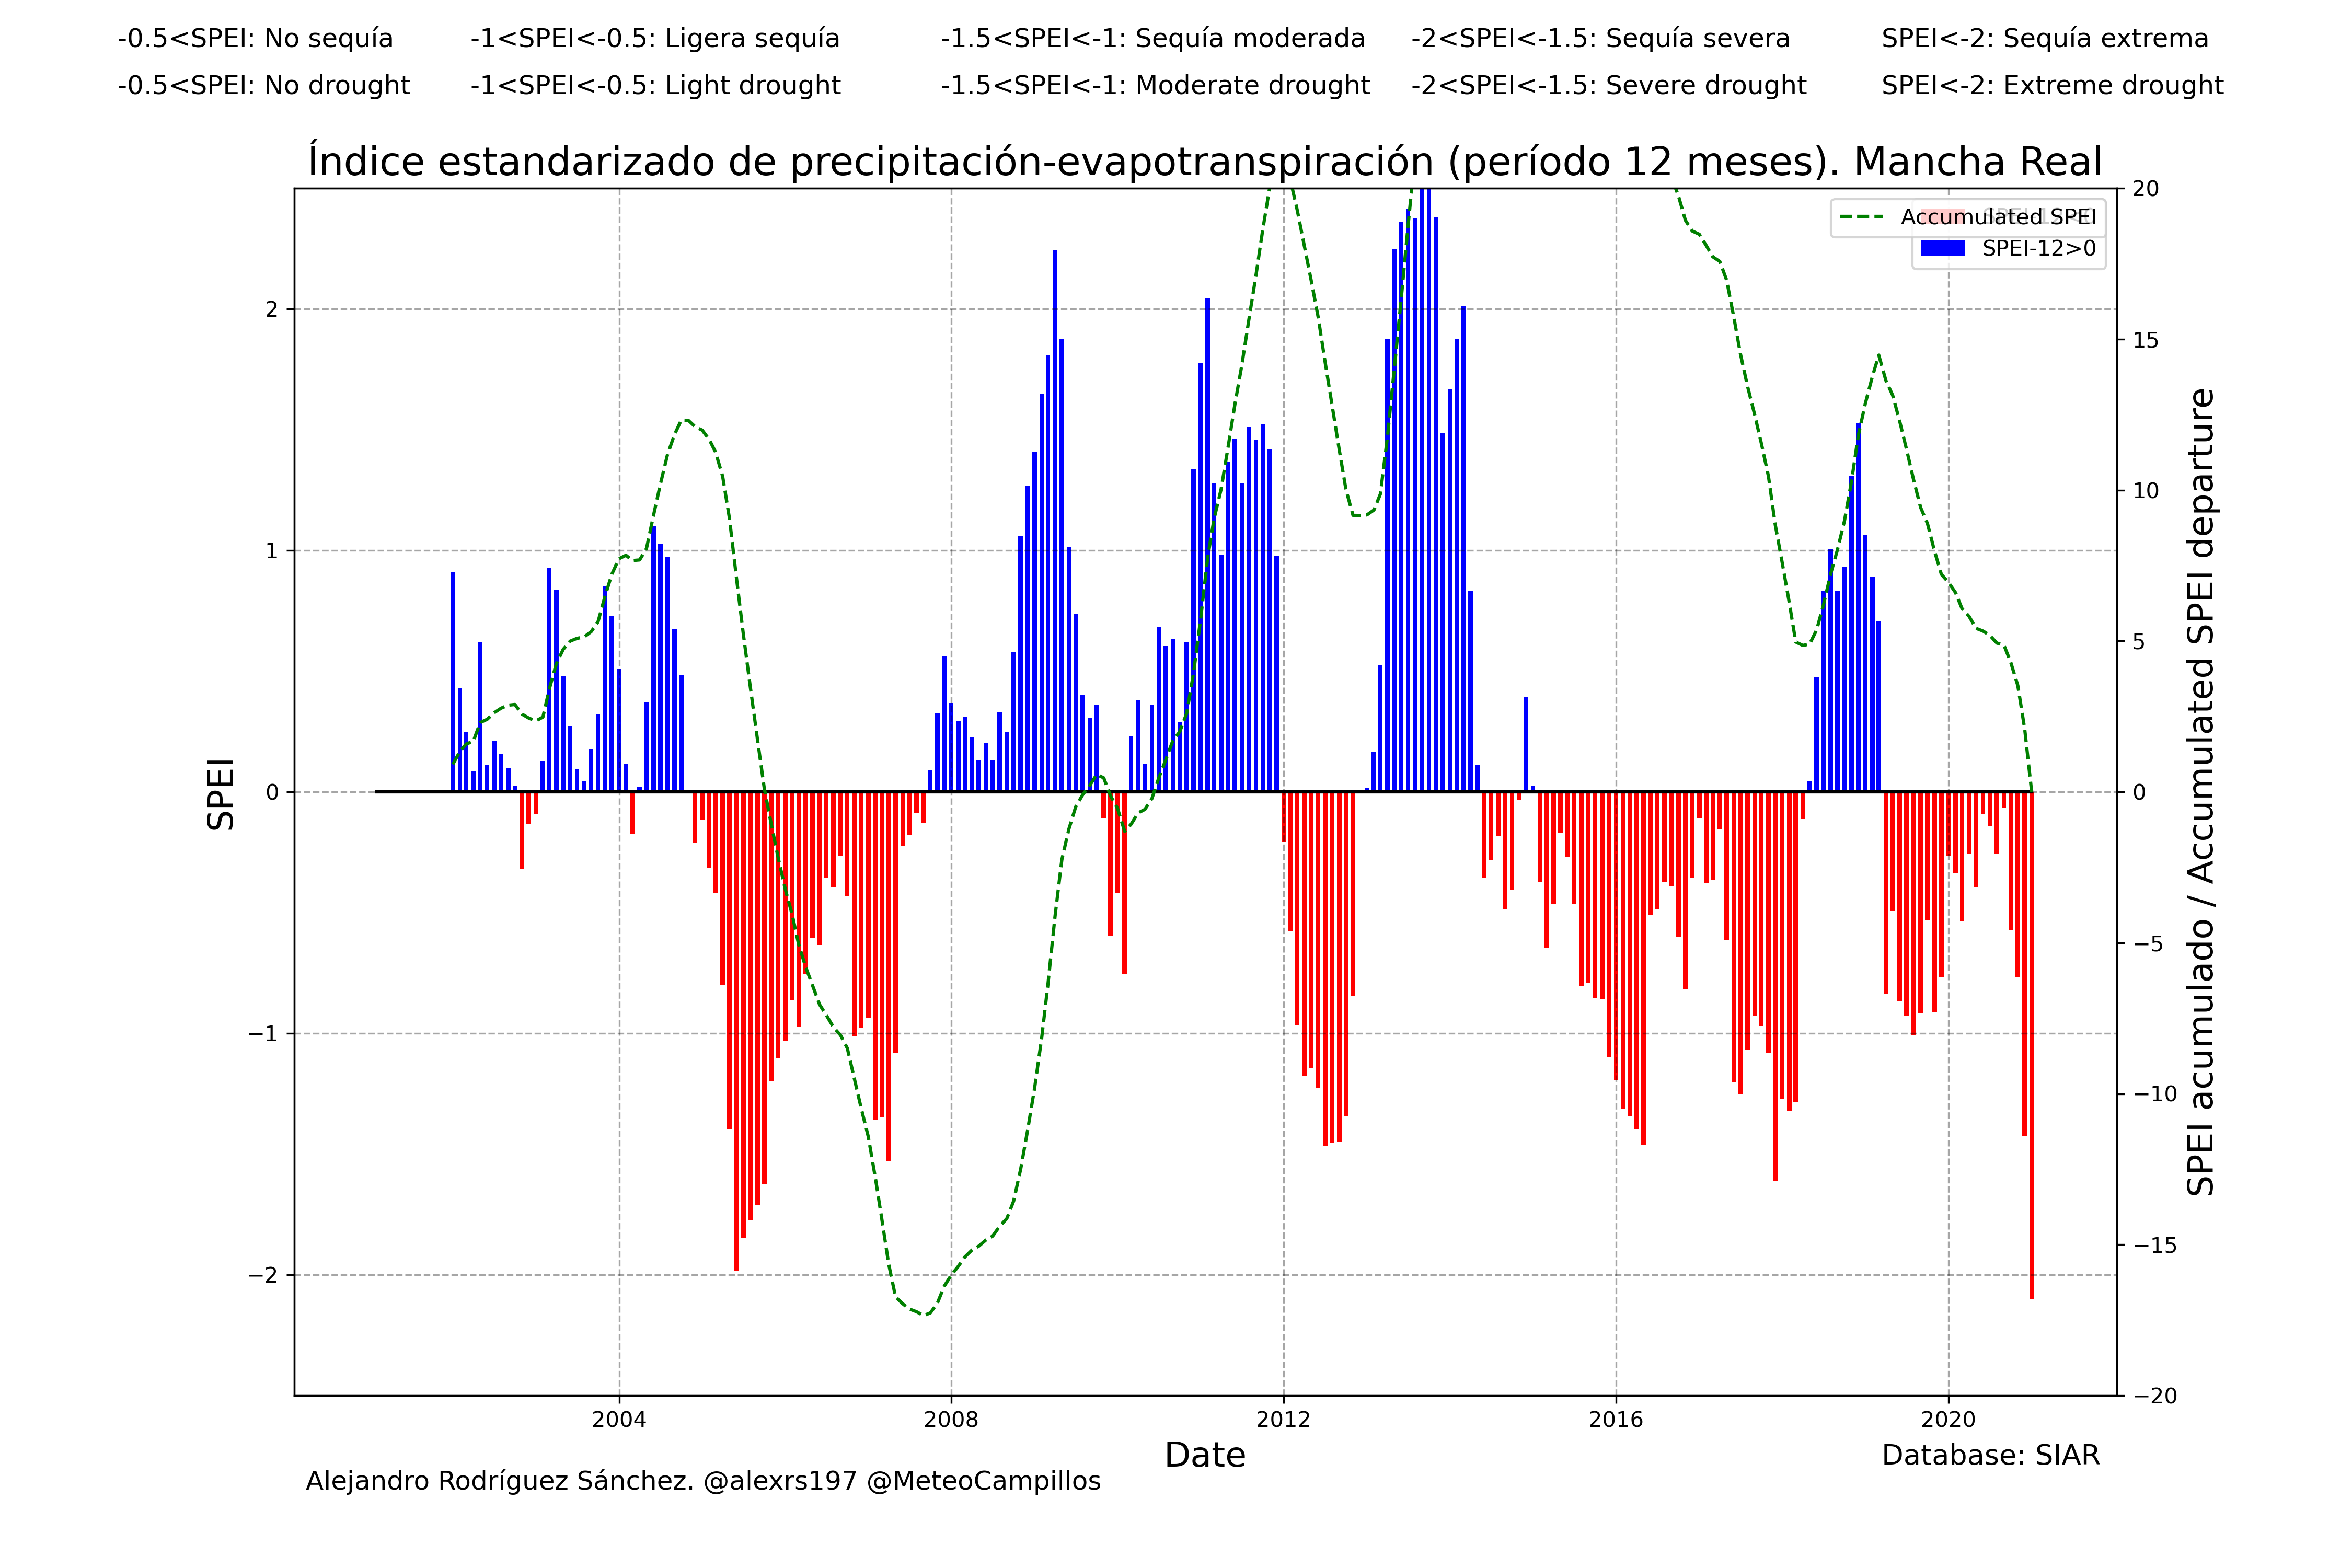 -0.5<SPEI: No sequía -1<SPEI<-0.5: Ligera sequía -1.5<SPEI<-1: Sequía moderada -2<SPEI<-1.5: Sequía severa SPEI<-2: Sequía extrema
-0.5<SPEI: No drought -1<SPEI<-0.5: Light drought -1.5<SPEI<-1: Moderate drought -2<SPEI<-1.5: Severe drought SPEI<-2: Extreme drought
Índice estandarizado de precipitación-evapotranspiración (período 12 meses). Mancha Real
Accumulated SPEI
SPEI-12>0
SPEI
2
1
0
−1
−2
20
15
10
5
0
−5
−10
−15
−20
SPEI acumulado / Accumulated SPEI departure
2004 2008 2012 2016 2020
Date
Database: SIAR
Alejandro Rodríguez Sánchez. @alexrs197 @MeteoCampillos